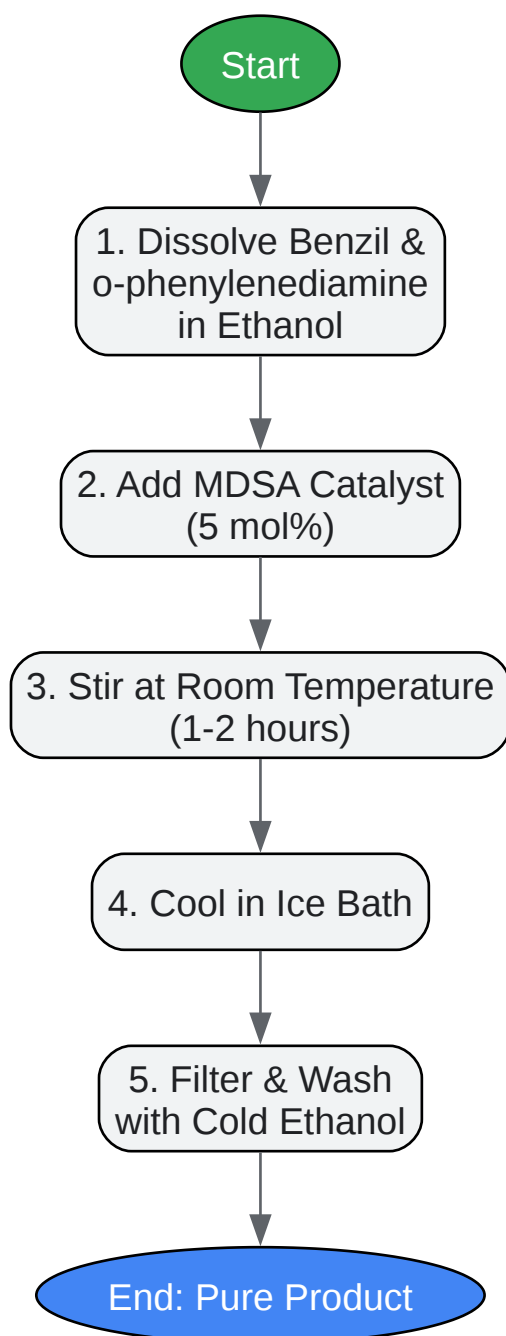 Start
1. Dissolve Benzil &
o-phenylenediamine
in Ethanol
2. Add MDSA Catalyst
(5 mol%)
3. Stir at Room Temperature
(1-2 hours)
4. Cool in Ice Bath
5. Filter & Wash
with Cold Ethanol
End: Pure Product